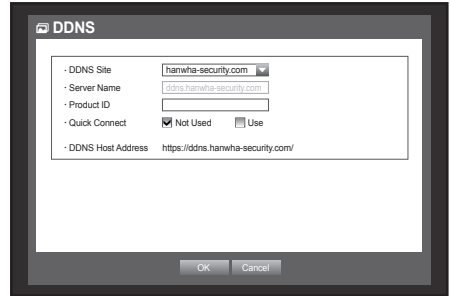 DDNS
· DDNS Site hanwha-security.com
· Server Name ddns.hanwha-security.com
· Product ID
· Quick Connect Not Used Use
· DDNS Host Address https://ddns.hanwha-security.com/
OK Cancel